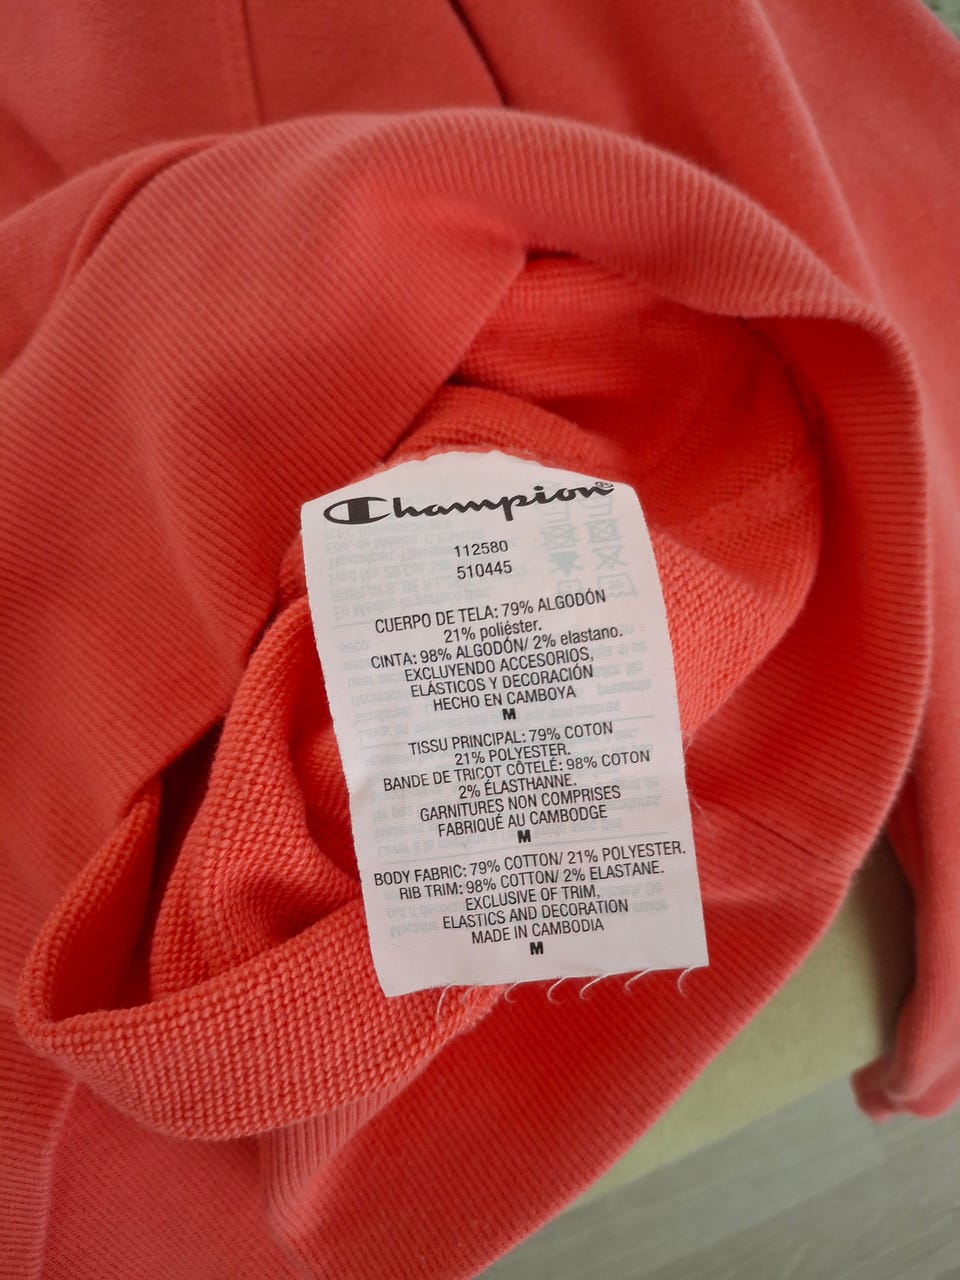 Champion®
112580
510445
CUERPO DE TELA: 79% ALGODÓN
21% poliéster.
CINTA: 98% ALGODÓN/ 2% elastano.
EXCLUYENDO ACCESORIOS,
ELÁSTICOS Y DECORACIÓN
HECHO EN CAMBOYA
M
TISSU PRINCIPAL: 79% COTON
21% POLYESTER.
BANDE DE TRICOT CÔTELÉ: 98% COTON
2% ÉLASTHANNE.
GARNITURES NON COMPRISES
FABRIQUÉ AU CAMBODGE
M
BODY FABRIC: 79% COTTON/ 21% POLYESTER.
RIB TRIM: 98% COTTON/ 2% ELASTANE.
EXCLUSIVE OF TRIM,
ELASTICS AND DECORATION
MADE IN CAMBODIA
M